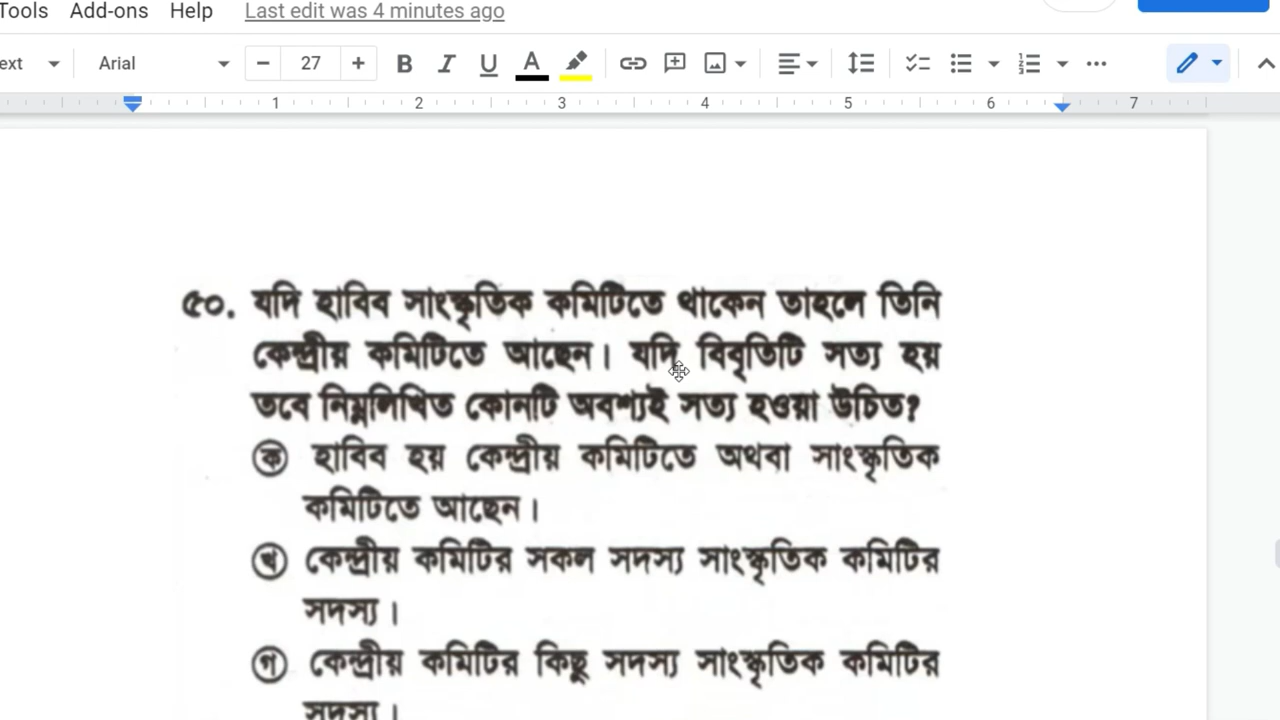 Tools Add-ons Help Last edit was 4 minutes ago
ext Arial 27 B I U A
1 2 3 4 5 6 7
৫০. যদি হাবিব সাংস্কৃতিক কমিটিতে থাকেন তাহলে তিনি
কেন্দ্রীয় কমিটিতে আছেন। যদি বিবৃতিটি সত্য হয়
তবে নিম্নলিখিত কোনটি অবশ্যই সত্য হওয়া উচিত?
ক হাবিব হয় কেন্দ্রীয় কমিটিতে অথবা সাংস্কৃতিক
কমিটিতে আছেন।
খ কেন্দ্রীয় কমিটির সকল সদস্য সাংস্কৃতিক কমিটির
সদস্য।
গ কেন্দ্রীয় কমিটির কিছু সদস্য সাংস্কৃতিক কমিটির
সদস্য।